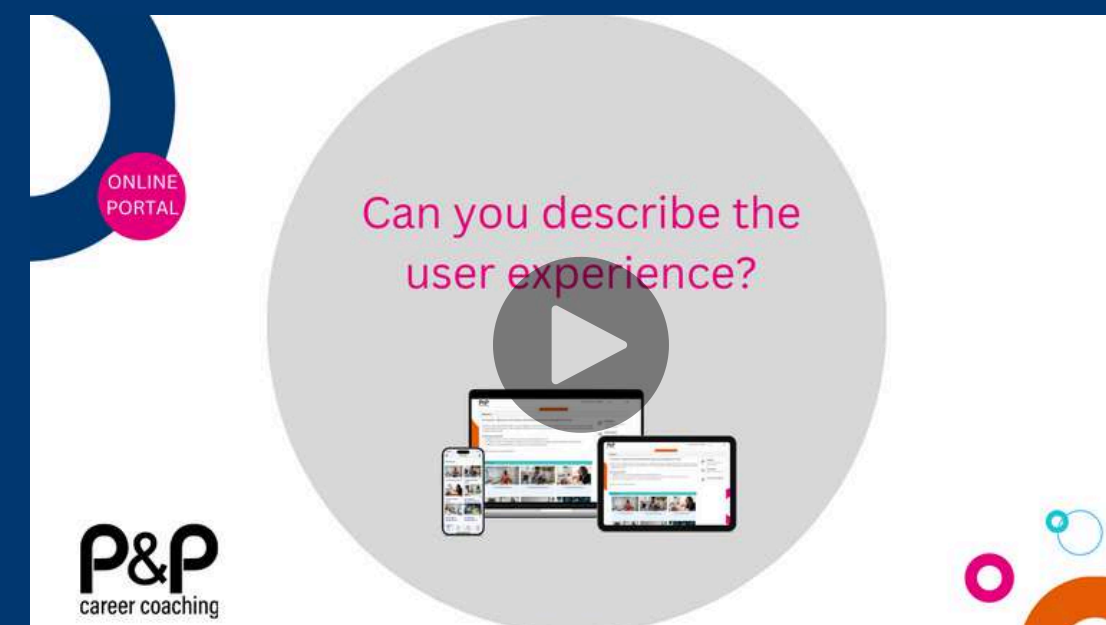 ONLINE
PORTAL
Can you describe the
user experience?
P&P
career coaching